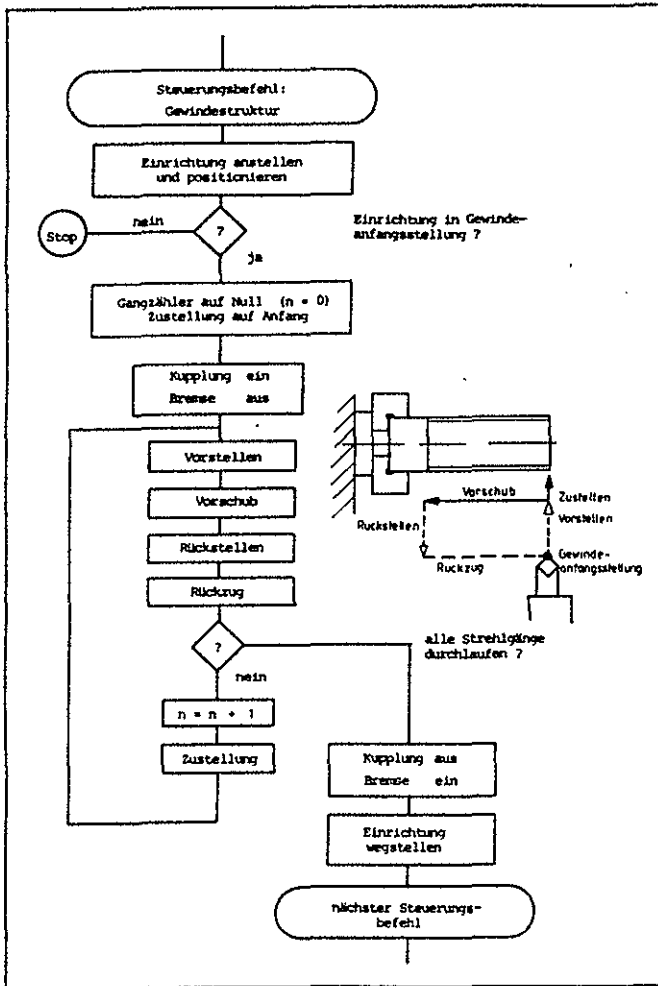 Steuerungsbefehl:
Gewindestruktur
Einrichtung anstellen
und positionieren
nein
Stop
?
Einrichtung in Gewinde-
anfangsstellung ?
ja
Gangzähler auf Null (n = 0)
Zustellung auf Anfang
Kupplung ein
Bremse aus
Vorstellen
Vorschub
Rückstellen
Rückzug
Vorschub
Zustellen
Vorstellen
Rückstellen
Rückzug
Gewinde-
anfangsstellung
?
alle Strehlgänge
durchlaufen ?
nein
n = n + 1
Zustellung
Kupplung aus
Bremse ein
Einrichtung
wegstellen
nächster Steuerungs-
befehl